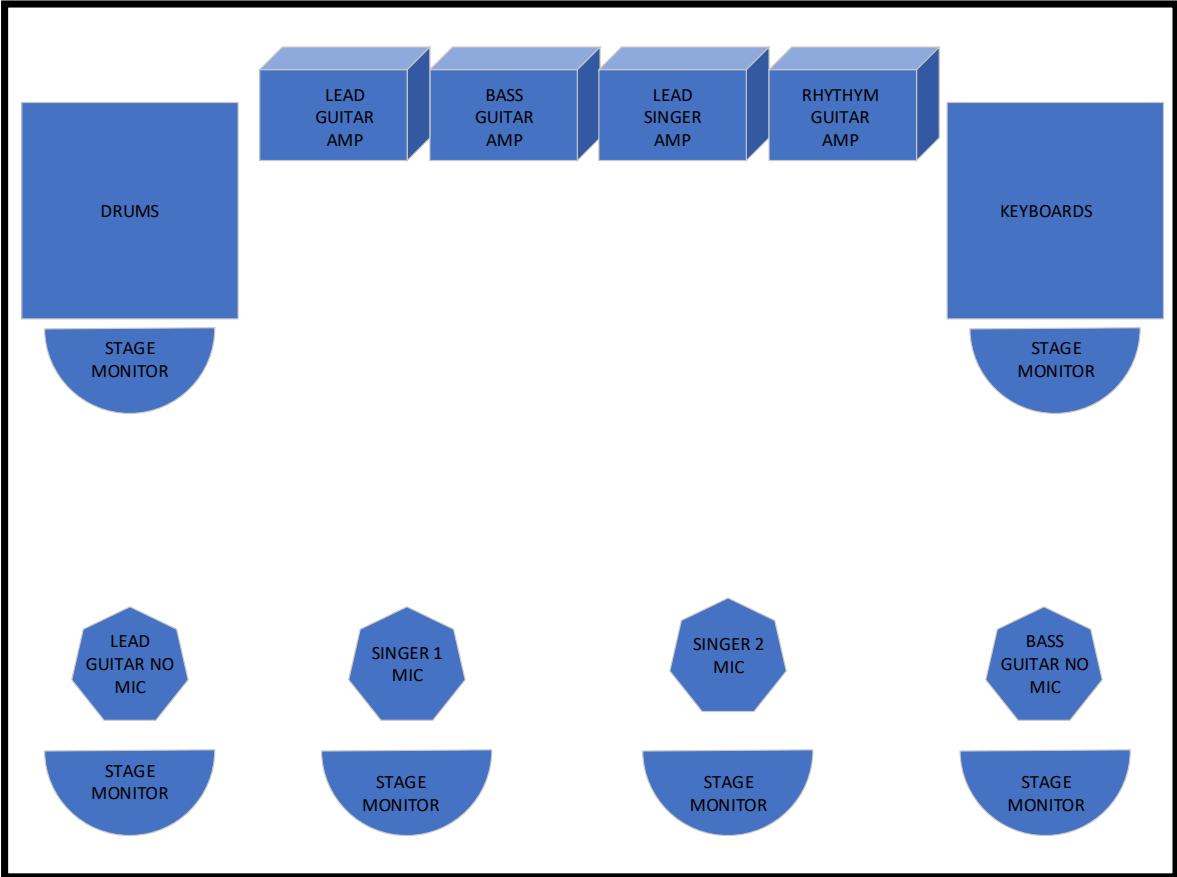 LEAD
GUITAR
AMP
BASS
GUITAR
AMP
LEAD
SINGER
AMP
RHYTHYM
GUITAR
AMP
DRUMS
KEYBOARDS
STAGE
MONITOR
STAGE
MONITOR
LEAD
GUITAR NO
MIC
SINGER 1
MIC
SINGER 2
MIC
BASS
GUITAR NO
MIC
STAGE
MONITOR
STAGE
MONITOR
STAGE
MONITOR
STAGE
MONITOR